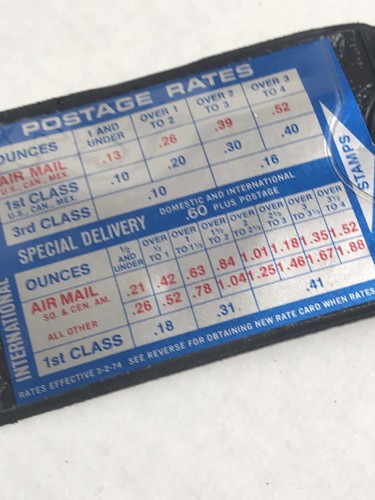 POSTAGE RATES
OUNCES 1 AND UNDER OVER 1 TO 2 OVER 2 TO 3 OVER 3 TO 4
AIR MAIL U.S. CAN. MEX. .13 .26 .39 .52
1st CLASS U.S. CAN. MEX. .10 .20 .30 .40
3rd CLASS .10 .16
SPECIAL DELIVERY DOMESTIC AND INTERNATIONAL .60 PLUS POSTAGE
STAMPS
INTERNATIONAL
OUNCES ½ AND UNDER OVER ½ TO 1 OVER 1 TO 1½ OVER 1½ TO 2 OVER 2 TO 2½ OVER 2½ TO 3 OVER 3 TO 3½ OVER 3½ TO 4
AIR MAIL SO. & CEN. AM. .21 .42 .63 .84 1.01 1.18 1.35 1.52
ALL OTHER .26 .52 .78 1.04 1.25 1.46 1.67 1.88
1st CLASS .18 .31 .41
RATES EFFECTIVE 3-2-74 SEE REVERSE FOR OBTAINING NEW RATE CARD WHEN RATES